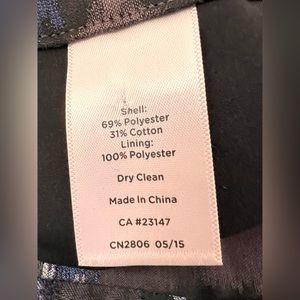 Shell:
69% Polyester
31% Cotton
Lining:
100% Polyester
Dry Clean
Made In China
CA #23147
CN2806 05/15